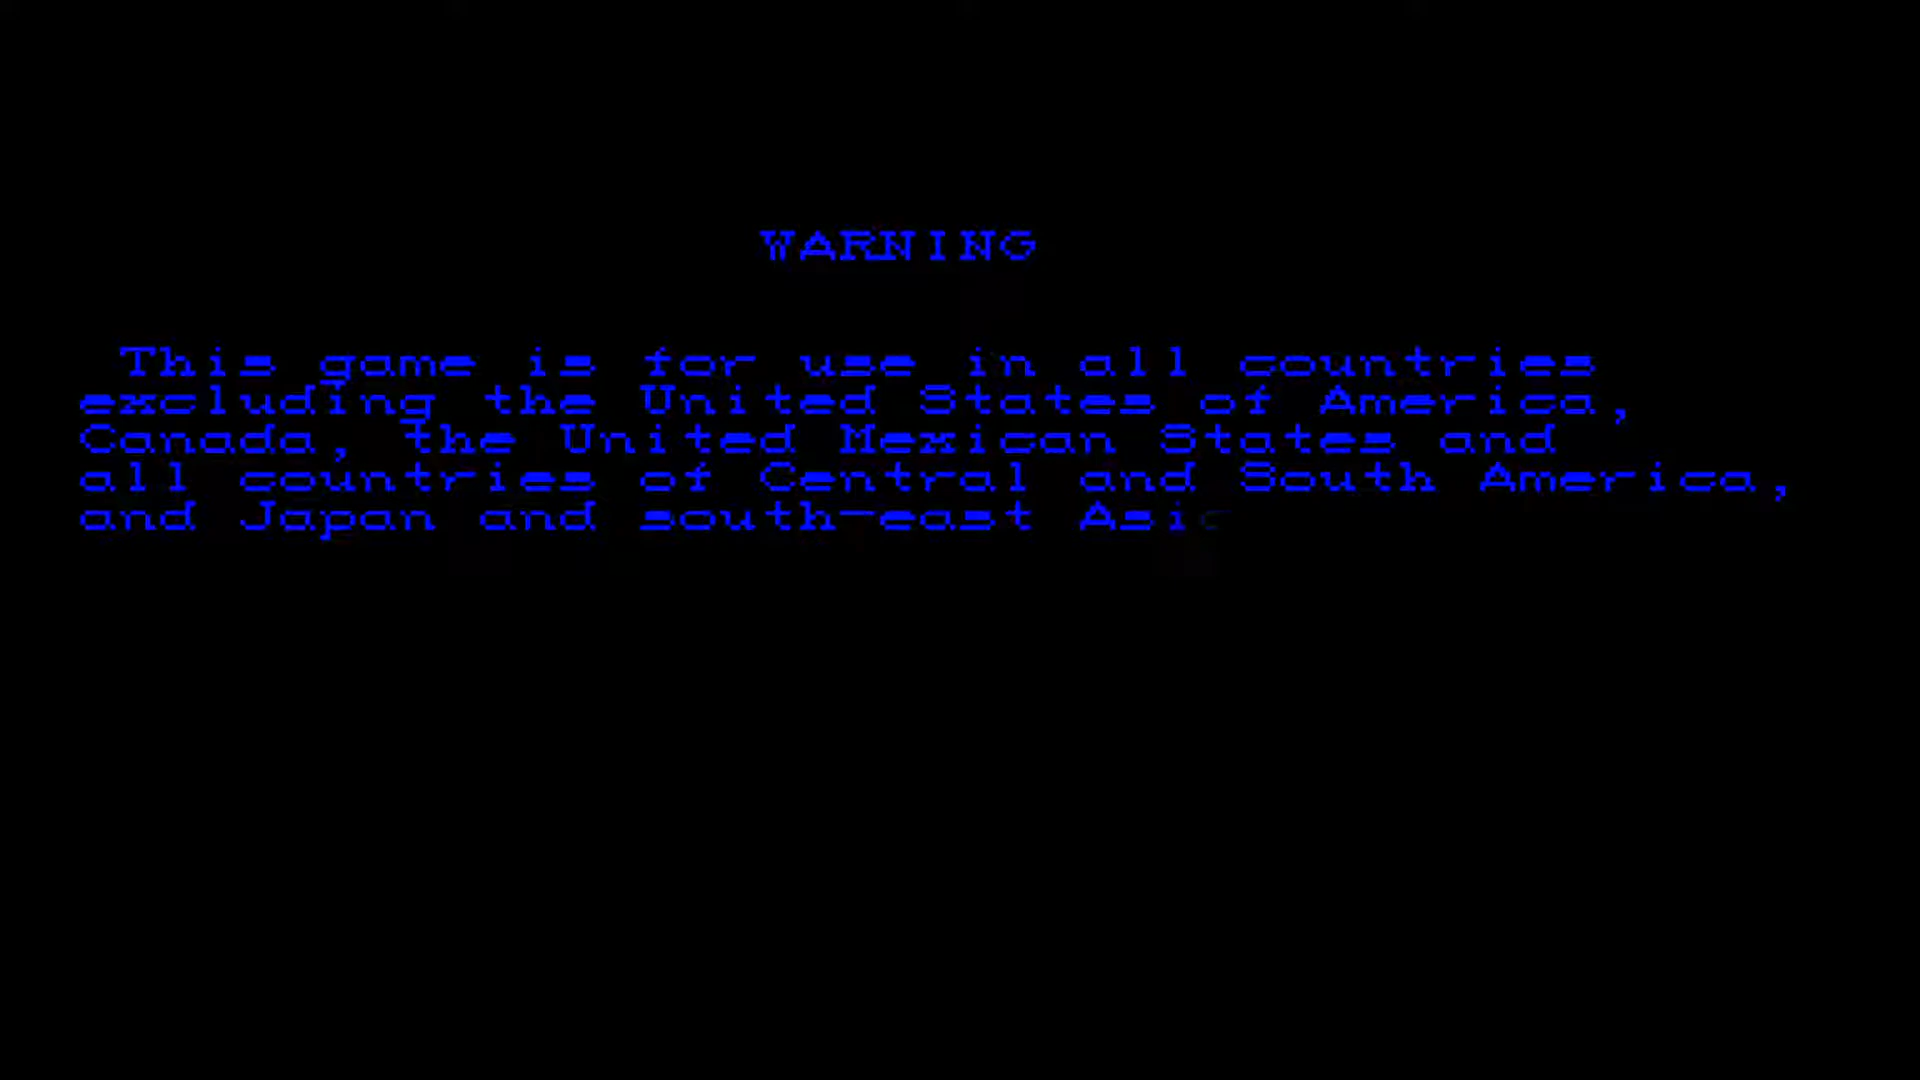 WARNING
This game is for use in all countries
excluding the United States of America,
Canada, the United Mexican States and
all countries of Central and South America,
and Japan and south-east Asia